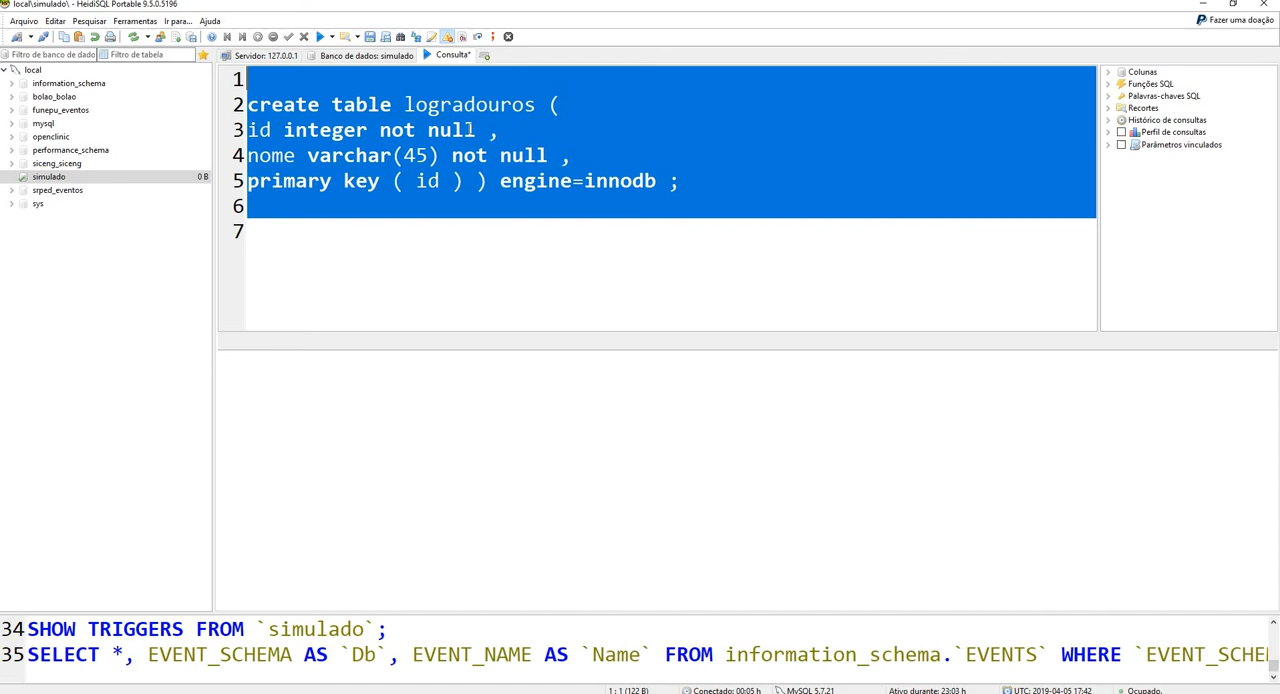 local\simulado\ - HeidiSQL Portable 9.5.0.5196
Arquivo Editar Pesquisar Ferramentas Ir para... Ajuda
Fazer uma doação
Filtro de banco de dado Filtro de tabela
Servidor: 127.0.0.1 Banco de dados: simulado Consulta*
local
information_schema
bolao_bolao
funepu_eventos
mysql
openclinic
performance_schema
siceng_siceng
simulado 0 B
srped_eventos
sys
1
2 create table logradouros (
3 id integer not null ,
4 nome varchar(45) not null ,
5 primary key ( id ) ) engine=innodb ;
6
7
Colunas
Funções SQL
Palavras-chaves SQL
Recortes
Histórico de consultas
Perfil de consultas
Parâmetros vinculados
34 SHOW TRIGGERS FROM `simulado`;
35 SELECT *, EVENT_SCHEMA AS `Db`, EVENT_NAME AS `Name` FROM information_schema.`EVENTS` WHERE `EVENT_SCHE
1 : 1 (122 B) Conectado: 00:05 h MySQL 5.7.21 Ativo durante: 23:03 h UTC: 2019-04-05 17:42 Ocupado.